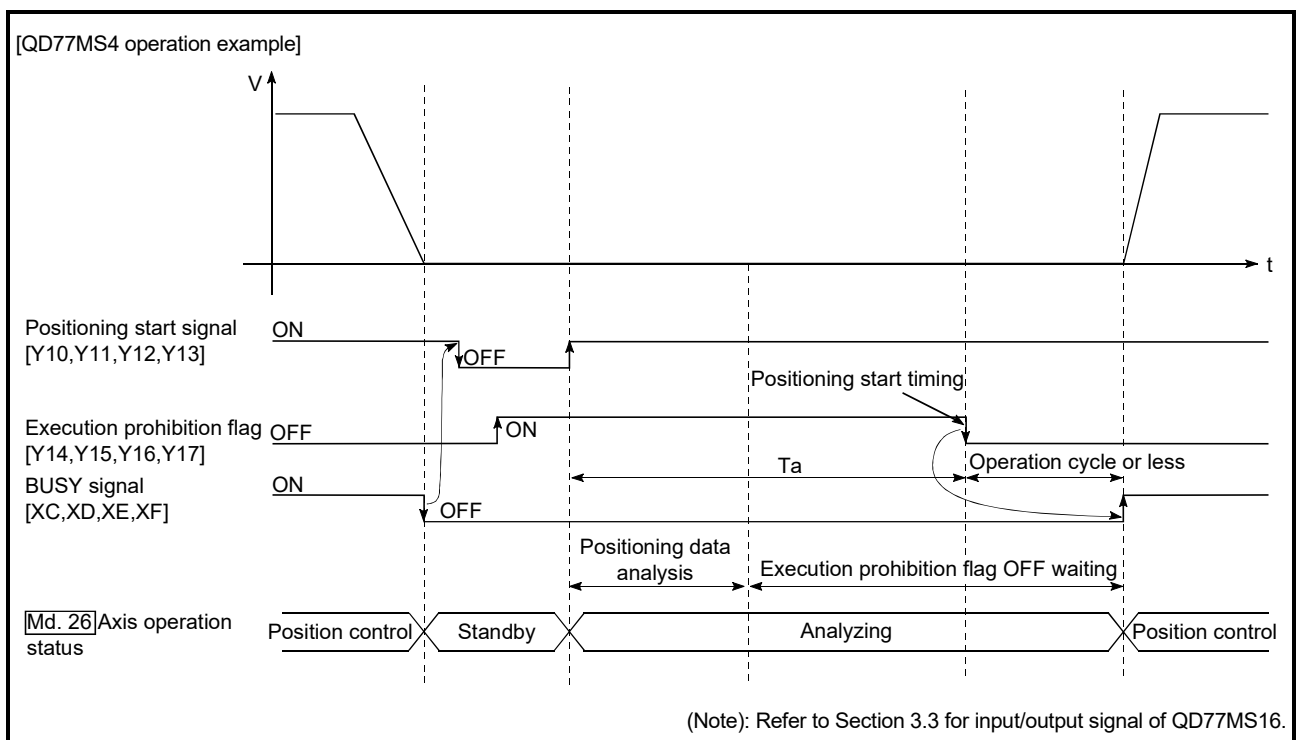 [QD77MS4 operation example]
V
t
Positioning start signal
[Y10,Y11,Y12,Y13]
ON
OFF
Positioning start timing
Execution prohibition flag
[Y14,Y15,Y16,Y17]
OFF
ON
Ta
Operation cycle or less
BUSY signal
[XC,XD,XE,XF]
ON
OFF
Positioning data
analysis
Execution prohibition flag OFF waiting
Md. 26 Axis operation
status
Position control
Standby
Analyzing
Position control
(Note): Refer to Section 3.3 for input/output signal of QD77MS16.